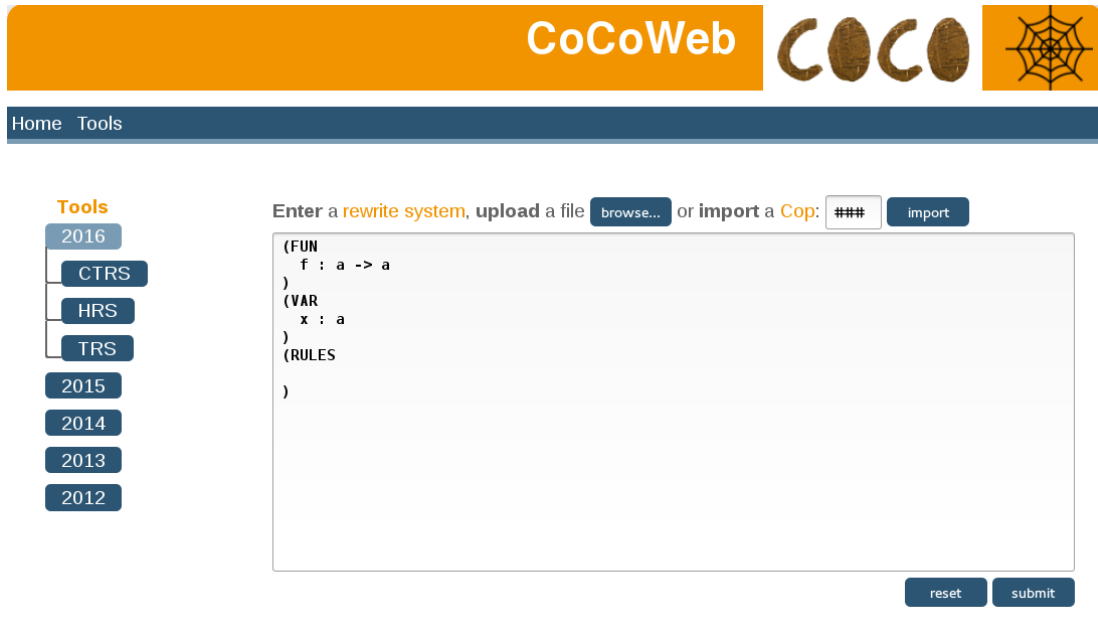 CoCoWeb COCO
Home Tools
Tools
2016
CTRS
HRS
TRS
2015
2014
2013
2012
Enter a rewrite system, upload a file browse... or import a Cop: ### import
(FUN
  f : a -> a
)
(VAR
  x : a
)
(RULES

)
reset submit